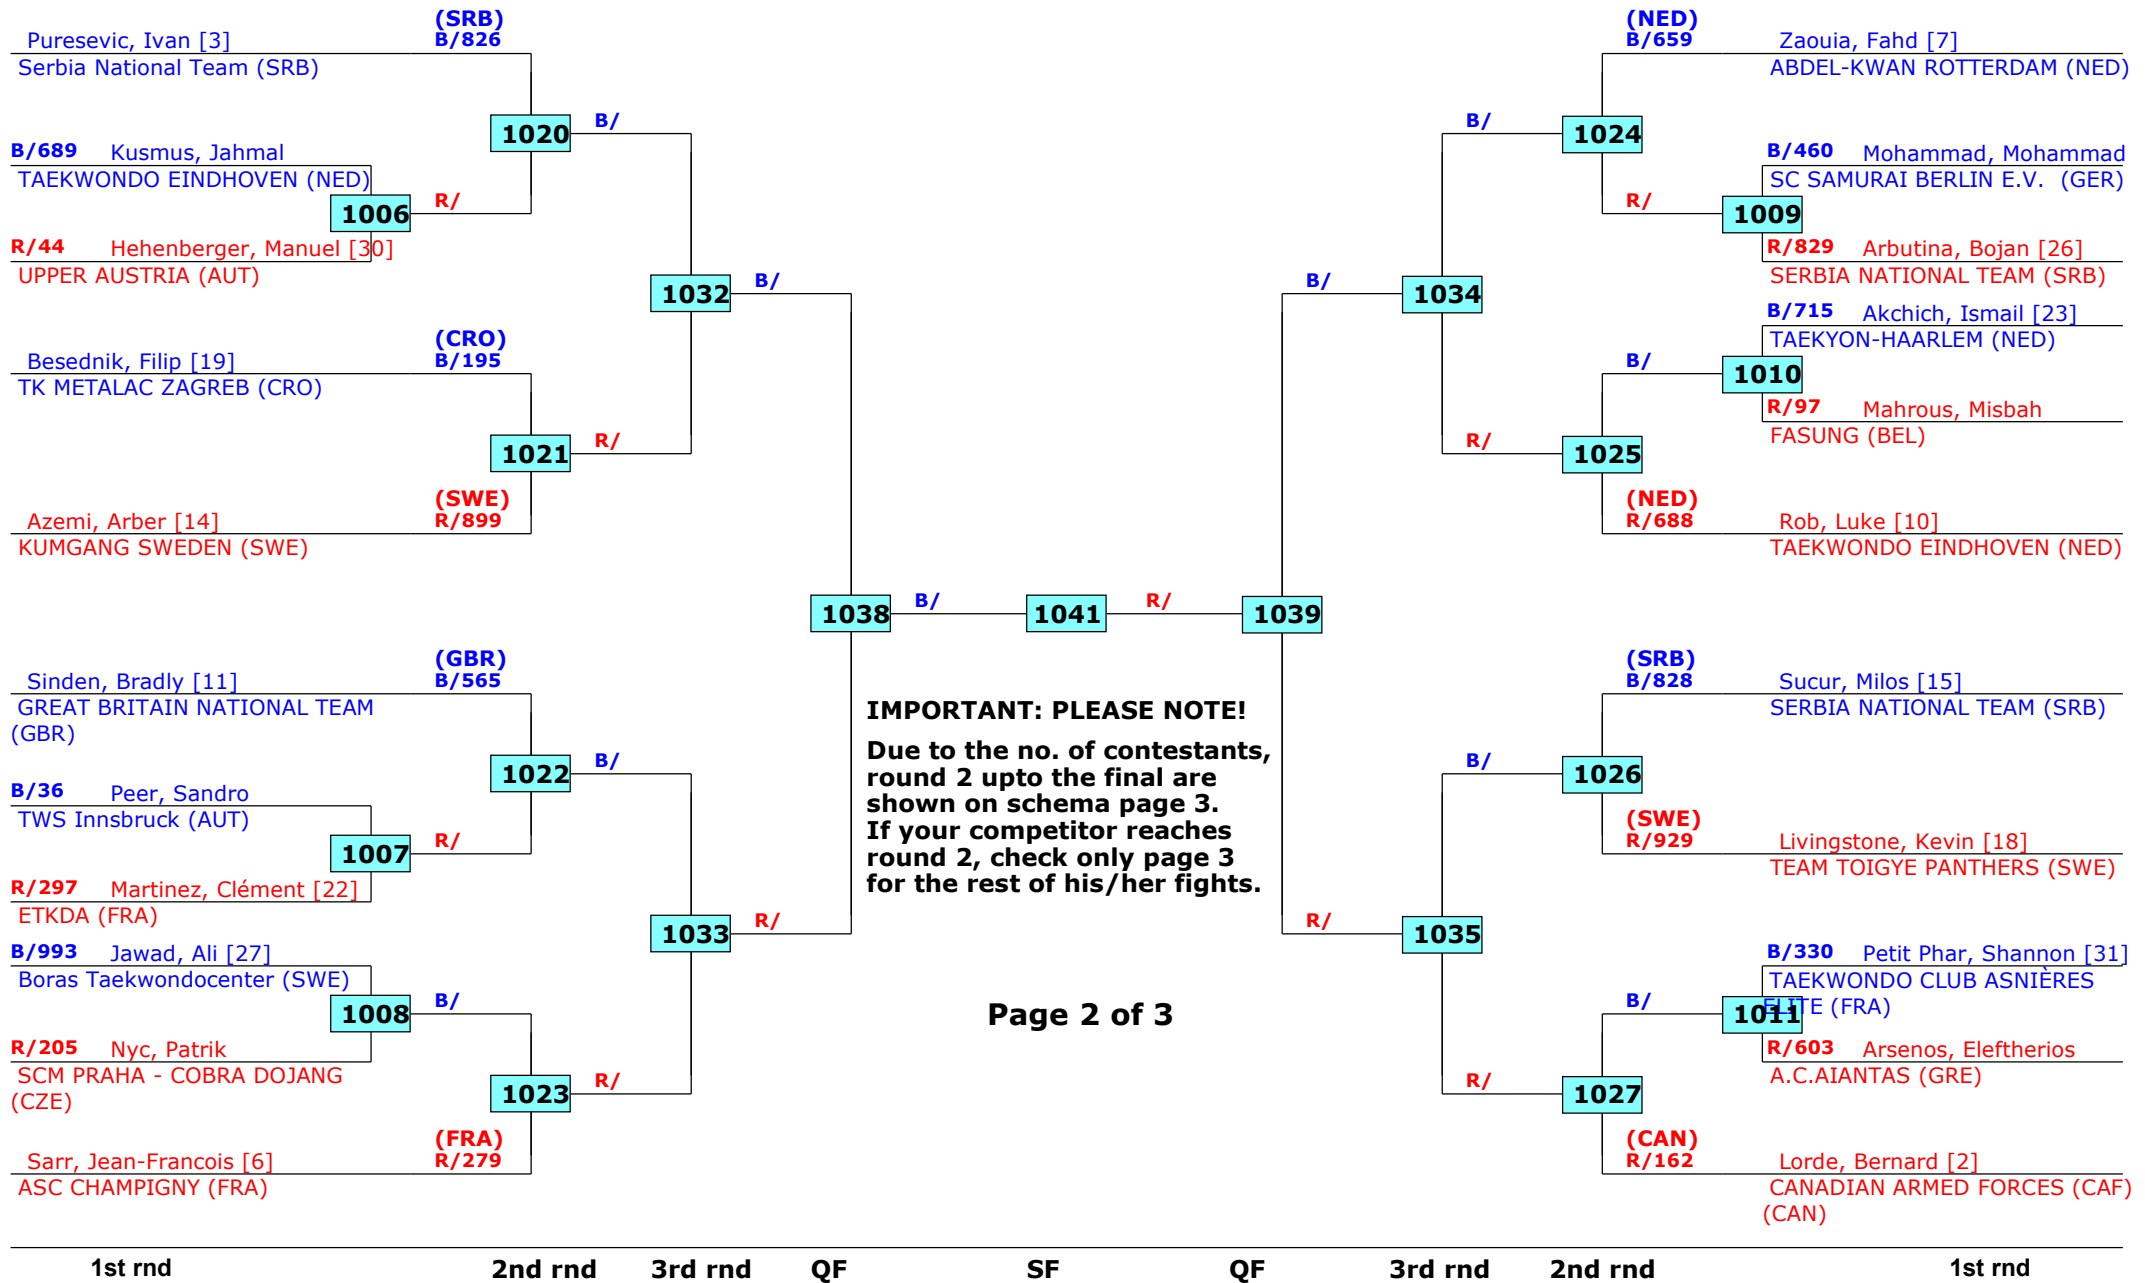 (SRB)
Puresevic, Ivan [3]
B/826
Serbia National Team (SRB)
1020
B/
B/689 Kusmus, Jahmal
TAEKWONDO EINDHOVEN (NED)
1006
R/
R/44 Hehenberger, Manuel [30]
UPPER AUSTRIA (AUT)
1032
B/
(CRO)
Besednik, Filip [19]
B/195
TK METALAC ZAGREB (CRO)
1021
R/
(SWE)
Azemi, Arber [14]
R/899
KUMGANG SWEDEN (SWE)
1038
B/
1041
R/
1039
(GBR)
Sinden, Bradly [11]
B/565
GREAT BRITAIN NATIONAL TEAM
(GBR)
1022
B/
B/36 Peer, Sandro
TWS Innsbruck (AUT)
1007
R/
R/297 Martinez, Clément [22]
ETKDA (FRA)
1033
R/
B/993 Jawad, Ali [27]
Boras Taekwondocenter (SWE)
1008
B/
R/205 Nyc, Patrik
SCM PRAHA - COBRA DOJANG
(CZE)
1023
R/
(FRA)
Sarr, Jean-Francois [6]
R/279
ASC CHAMPIGNY (FRA)
IMPORTANT: PLEASE NOTE!
Due to the no. of contestants,
round 2 upto the final are
shown on schema page 3.
If your competitor reaches
round 2, check only page 3
for the rest of his/her fights.
Page 2 of 3
(NED)
B/659
Zaouia, Fahd [7]
ABDEL-KWAN ROTTERDAM (NED)
B/
1024
B/460 Mohammad, Mohammad
SC SAMURAI BERLIN E.V. (GER)
R/
1009
R/829 Arbutina, Bojan [26]
SERBIA NATIONAL TEAM (SRB)
B/
1034
B/715 Akchich, Ismail [23]
TAEKYON-HAARLEM (NED)
B/
1010
R/97 Mahrous, Misbah
FASUNG (BEL)
R/
1025
(NED)
R/688
Rob, Luke [10]
TAEKWONDO EINDHOVEN (NED)
(SRB)
B/828
Sucur, Milos [15]
SERBIA NATIONAL TEAM (SRB)
B/
1026
(SWE)
R/929
Livingstone, Kevin [18]
TEAM TOIGYE PANTHERS (SWE)
R/
1035
B/330 Petit Phar, Shannon [31]
TAEKWONDO CLUB ASNIÈRES
ELITE (FRA)
B/
1011
R/603 Arsenos, Eleftherios
A.C.AIANTAS (GRE)
R/
1027
(CAN)
R/162
Lorde, Bernard [2]
CANADIAN ARMED FORCES (CAF)
(CAN)
1st rnd 2nd rnd 3rd rnd QF SF QF 3rd rnd 2nd rnd 1st rnd